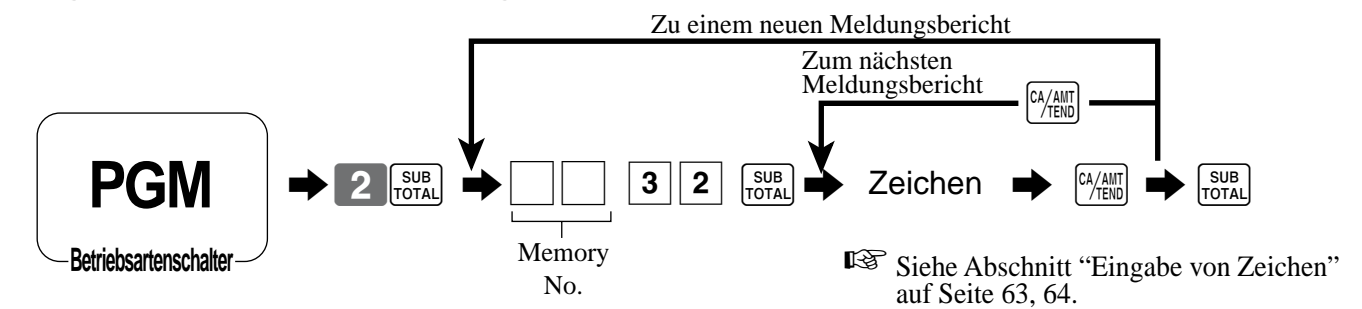 Zu einem neuen Meldungsbericht
Zum nächsten
Meldungsbericht
CA/AMT
/TEND
PGM
Betriebsartenschalter
2
SUB
TOTAL
3 2
SUB
TOTAL
Zeichen
CA/AMT
/TEND
SUB
TOTAL
Memory
No.
Siehe Abschnitt “Eingabe von Zeichen”
auf Seite 63, 64.